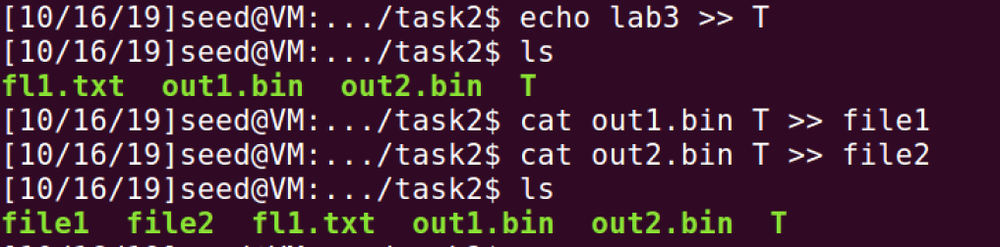 [10/16/19]seed@VM:.../task2$ echo lab3 >> T
[10/16/19]seed@VM:.../task2$ ls
fl1.txt  out1.bin  out2.bin  T
[10/16/19]seed@VM:.../task2$ cat out1.bin T >> file1
[10/16/19]seed@VM:.../task2$ cat out2.bin T >> file2
[10/16/19]seed@VM:.../task2$ ls
file1  file2  fl1.txt  out1.bin  out2.bin  T